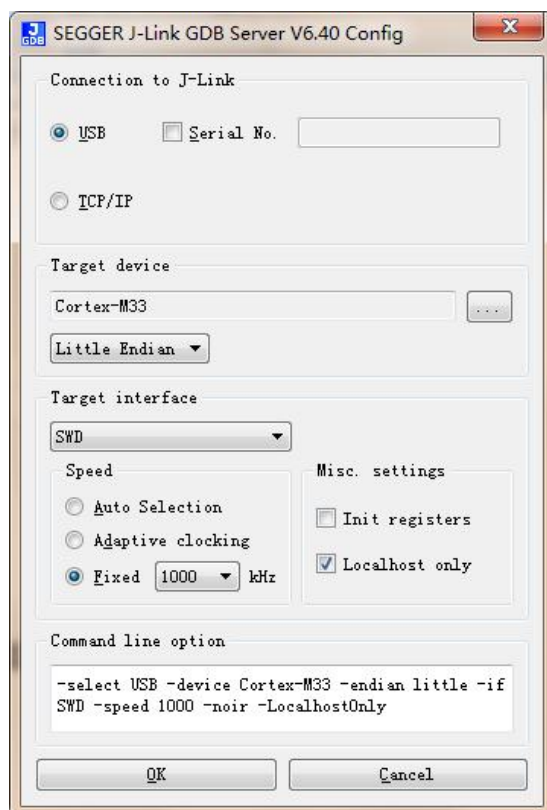 J GDB SEGGER J-Link GDB Server V6.40 Config
Connection to J-Link
USB Serial No.
TCP/IP
Target device
Cortex-M33 ...
Little Endian
Target interface
SWD
Speed Misc. settings
Auto Selection Init registers
Adaptive clocking Localhost only
Fixed 1000 kHz
Command line option
-select USB -device Cortex-M33 -endian little -if
SWD -speed 1000 -noir -LocalhostOnly
OK Cancel